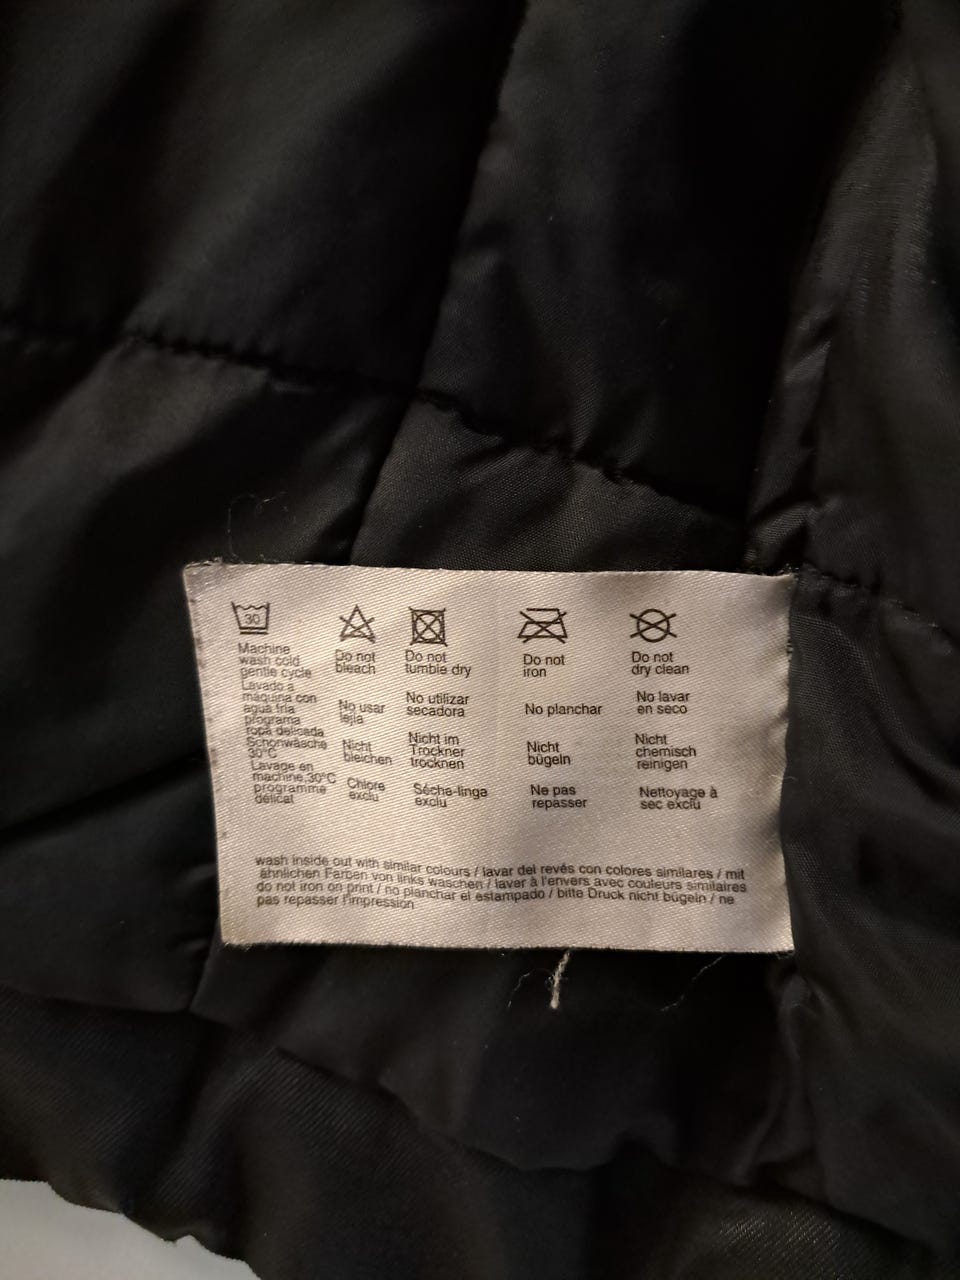 30
Machine
wash cold
gentle cycle
Lavado a
máquina con
agua fría
programa
ropa delicada
Schonwäsche
30°C
Lavage en
machine,30°C
programme
délicat
Do not
bleach
No usar
lejia
Nicht
bleichen
Chlore
exclu
Do not
tumble dry
No utilizar
secadora
Nicht im
Trockner
trocknen
Séche-linge
exclu
Do not
iron
No planchar
Nicht
bügeln
Ne pas
repasser
Do not
dry clean
No lavar
en seco
Nicht
chemisch
reinigen
Nettoyage à
sec exclu
wash inside out with similar colours / lavar del revés con colores similares / mit
ähnlichen Farben von links waschen / laver à l'envers avec couleurs similaires
do not iron on print / no planchar el estampado / bitte Druck nicht bügeln / ne
pas repasser l'impression